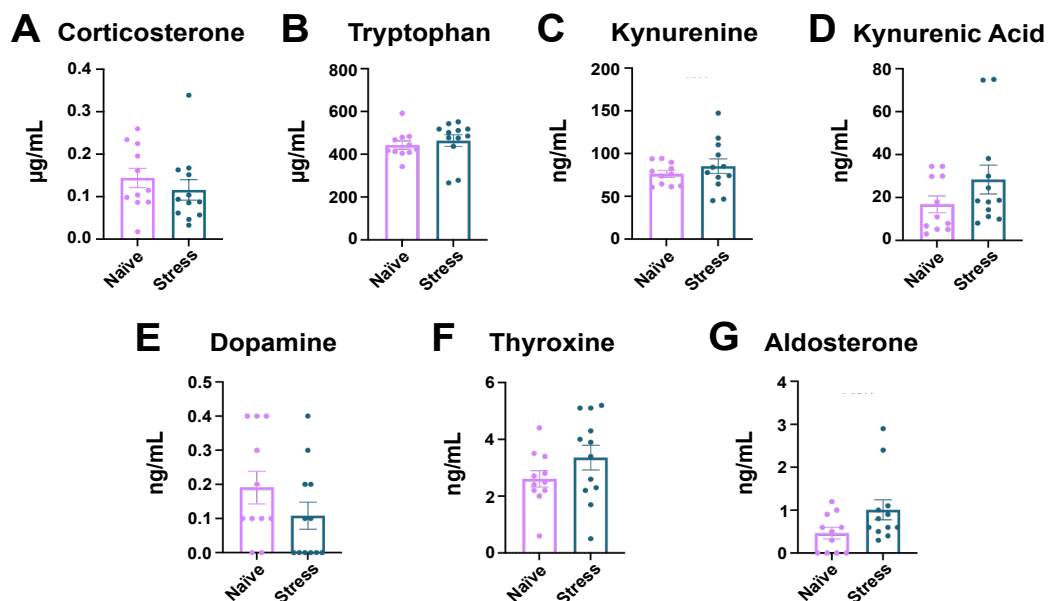 A Corticosterone
µg/mL
0.4
0.3
0.2
0.1
0.0
Naïve
Stress
B Tryptophan
ng/mL
800
600
400
200
0
Naïve
Stress
C Kynurenine
ng/mL
200
150
100
50
0
Naïve
Stress
D Kynurenic Acid
ng/mL
80
60
40
20
0
Naïve
Stress
E Dopamine
ng/mL
0.5
0.4
0.3
0.2
0.1
0.0
Naïve
Stress
F Thyroxine
ng/mL
6
4
2
0
Naïve
Stress
G Aldosterone
ng/mL
4
3
2
1
0
Naïve
Stress